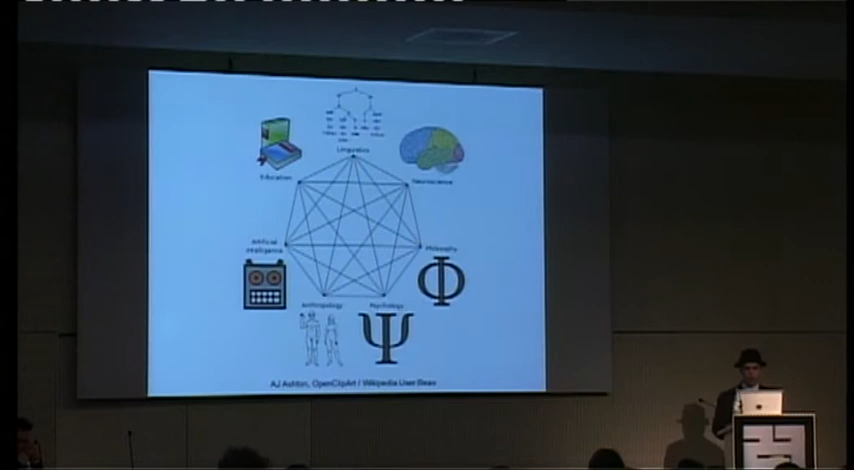 Linguistics
Education
Neuroscience
Artificial
Intelligence
Philosophy
Φ
Anthropology
Psychology
Ψ
AJ Ashton, OpenClipArt / Wikipedia User Beao